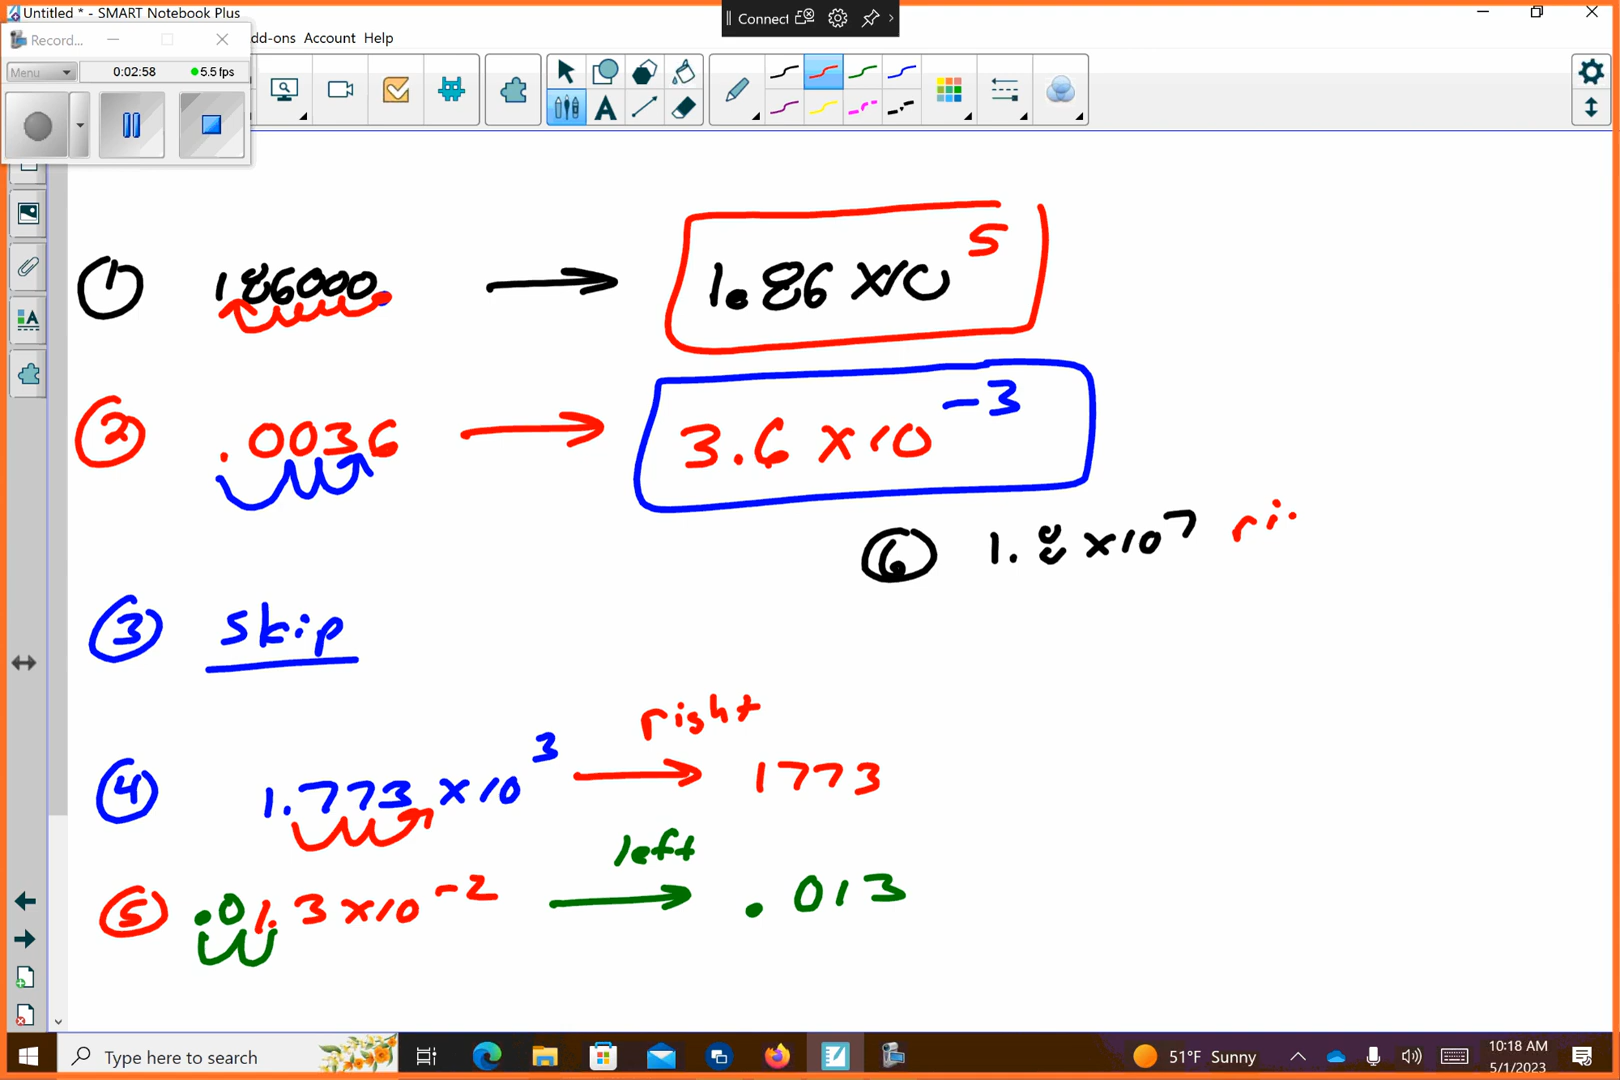 Untitled * - SMART Notebook Plus
Connect
Record...
dd-ons Account Help
Menu
0:02:58
5.5 fps
① 186000. → 1.86 x10^5
② .0036 → 3.6 x 10^-3
⑥ 1.8 x10^7 ri
③ skip
right
④ 1.773 x 10^3 → 1773
left
⑤ .01.3 x10^-2 → .013
Type here to search
51°F Sunny
10:18 AM
5/1/2023